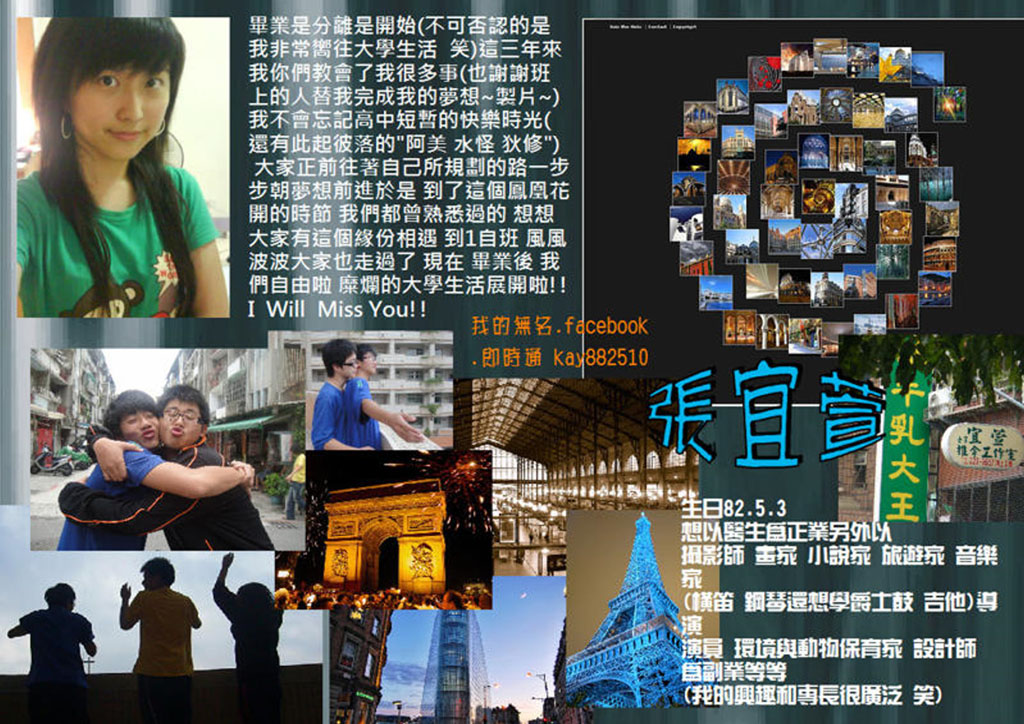 畢業是分離是開始(不可否認的是
我非常嚮往大學生活 笑)這三年來
我你們教會了我很多事(也謝謝班
上的人替我完成我的夢想~製片~)
我不會忘記高中短暫的快樂時光(
還有此起彼落的"阿美 水怪 狄修")
大家正前往著自己所規劃的路一步
步朝夢想前進於是 到了這個鳳凰花
開的時節 我們都曾熟悉過的 想想
大家有這個緣份相遇 到1自班 風風
波波大家也走過了 現在 畢業後 我
們自由啦 糜爛的大學生活展開啦!!
I Will Miss You!!
我的無名.facebook
.即時通 kay882510
張宜萱
牛乳大王
宜萱
生日82.5.3
想以醫生為正業另外以
攝影師 畫家 小說家 旅遊家 音樂
家
(橫笛 鋼琴還想學爵士鼓 吉他)導
演
演員 環境與動物保育家 設計師
為副業等等
(我的興趣和專長很廣泛 笑)